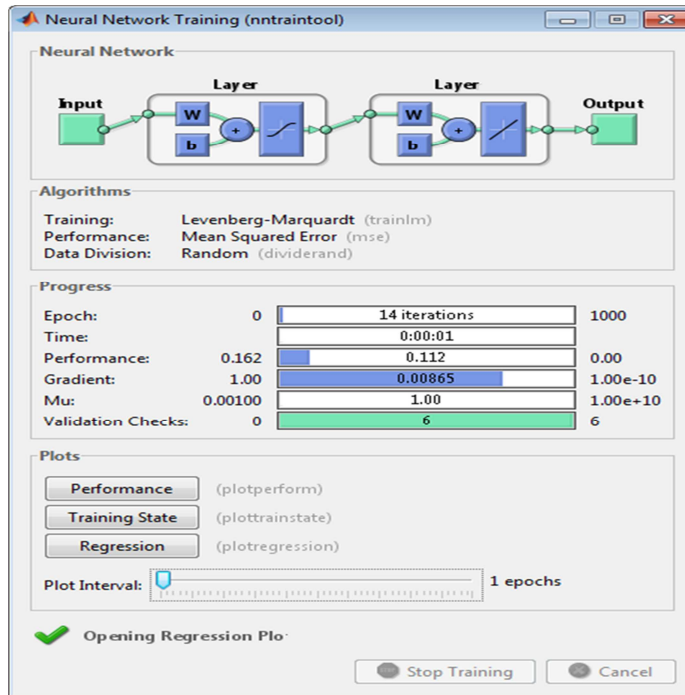 Neural Network Training (nntraintool)
Neural Network
Layer Layer
Input Output
W W
+ +
b b
Algorithms
Training: Levenberg-Marquardt (trainlm)
Performance: Mean Squared Error (mse)
Data Division: Random (dividerand)
Progress
Epoch: 0 14 iterations 1000
Time: 0:00:01
Performance: 0.162 0.112 0.00
Gradient: 1.00 0.00865 1.00e-10
Mu: 0.00100 1.00 1.00e+10
Validation Checks: 0 6 6
Plots
Performance (plotperform)
Training State (plottrainstate)
Regression (plotregression)
Plot Interval: 1 epochs
Opening Regression Plo
Stop Training Cancel